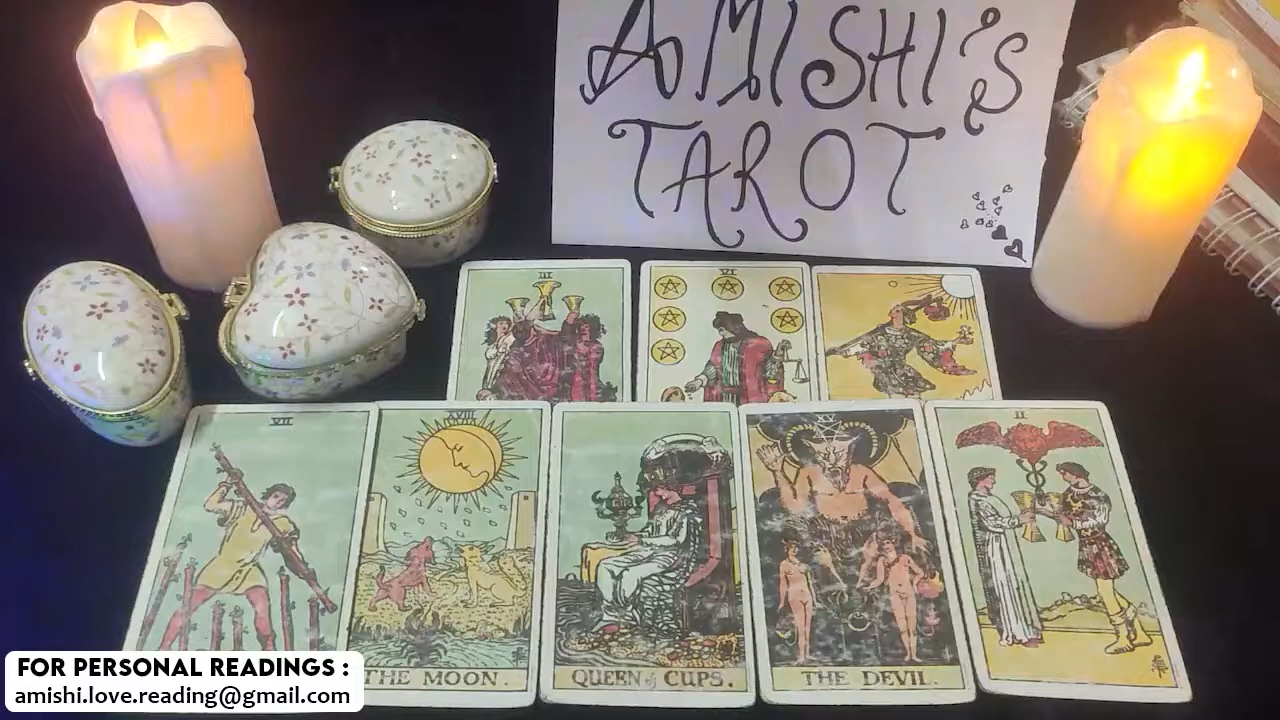 AMISHI'S
TAROT
III
VI
VII
XVIII
XV
II
THE MOON.
QUEEN of CUPS.
THE DEVIL.
FOR PERSONAL READINGS :
amishi.love.reading@gmail.com